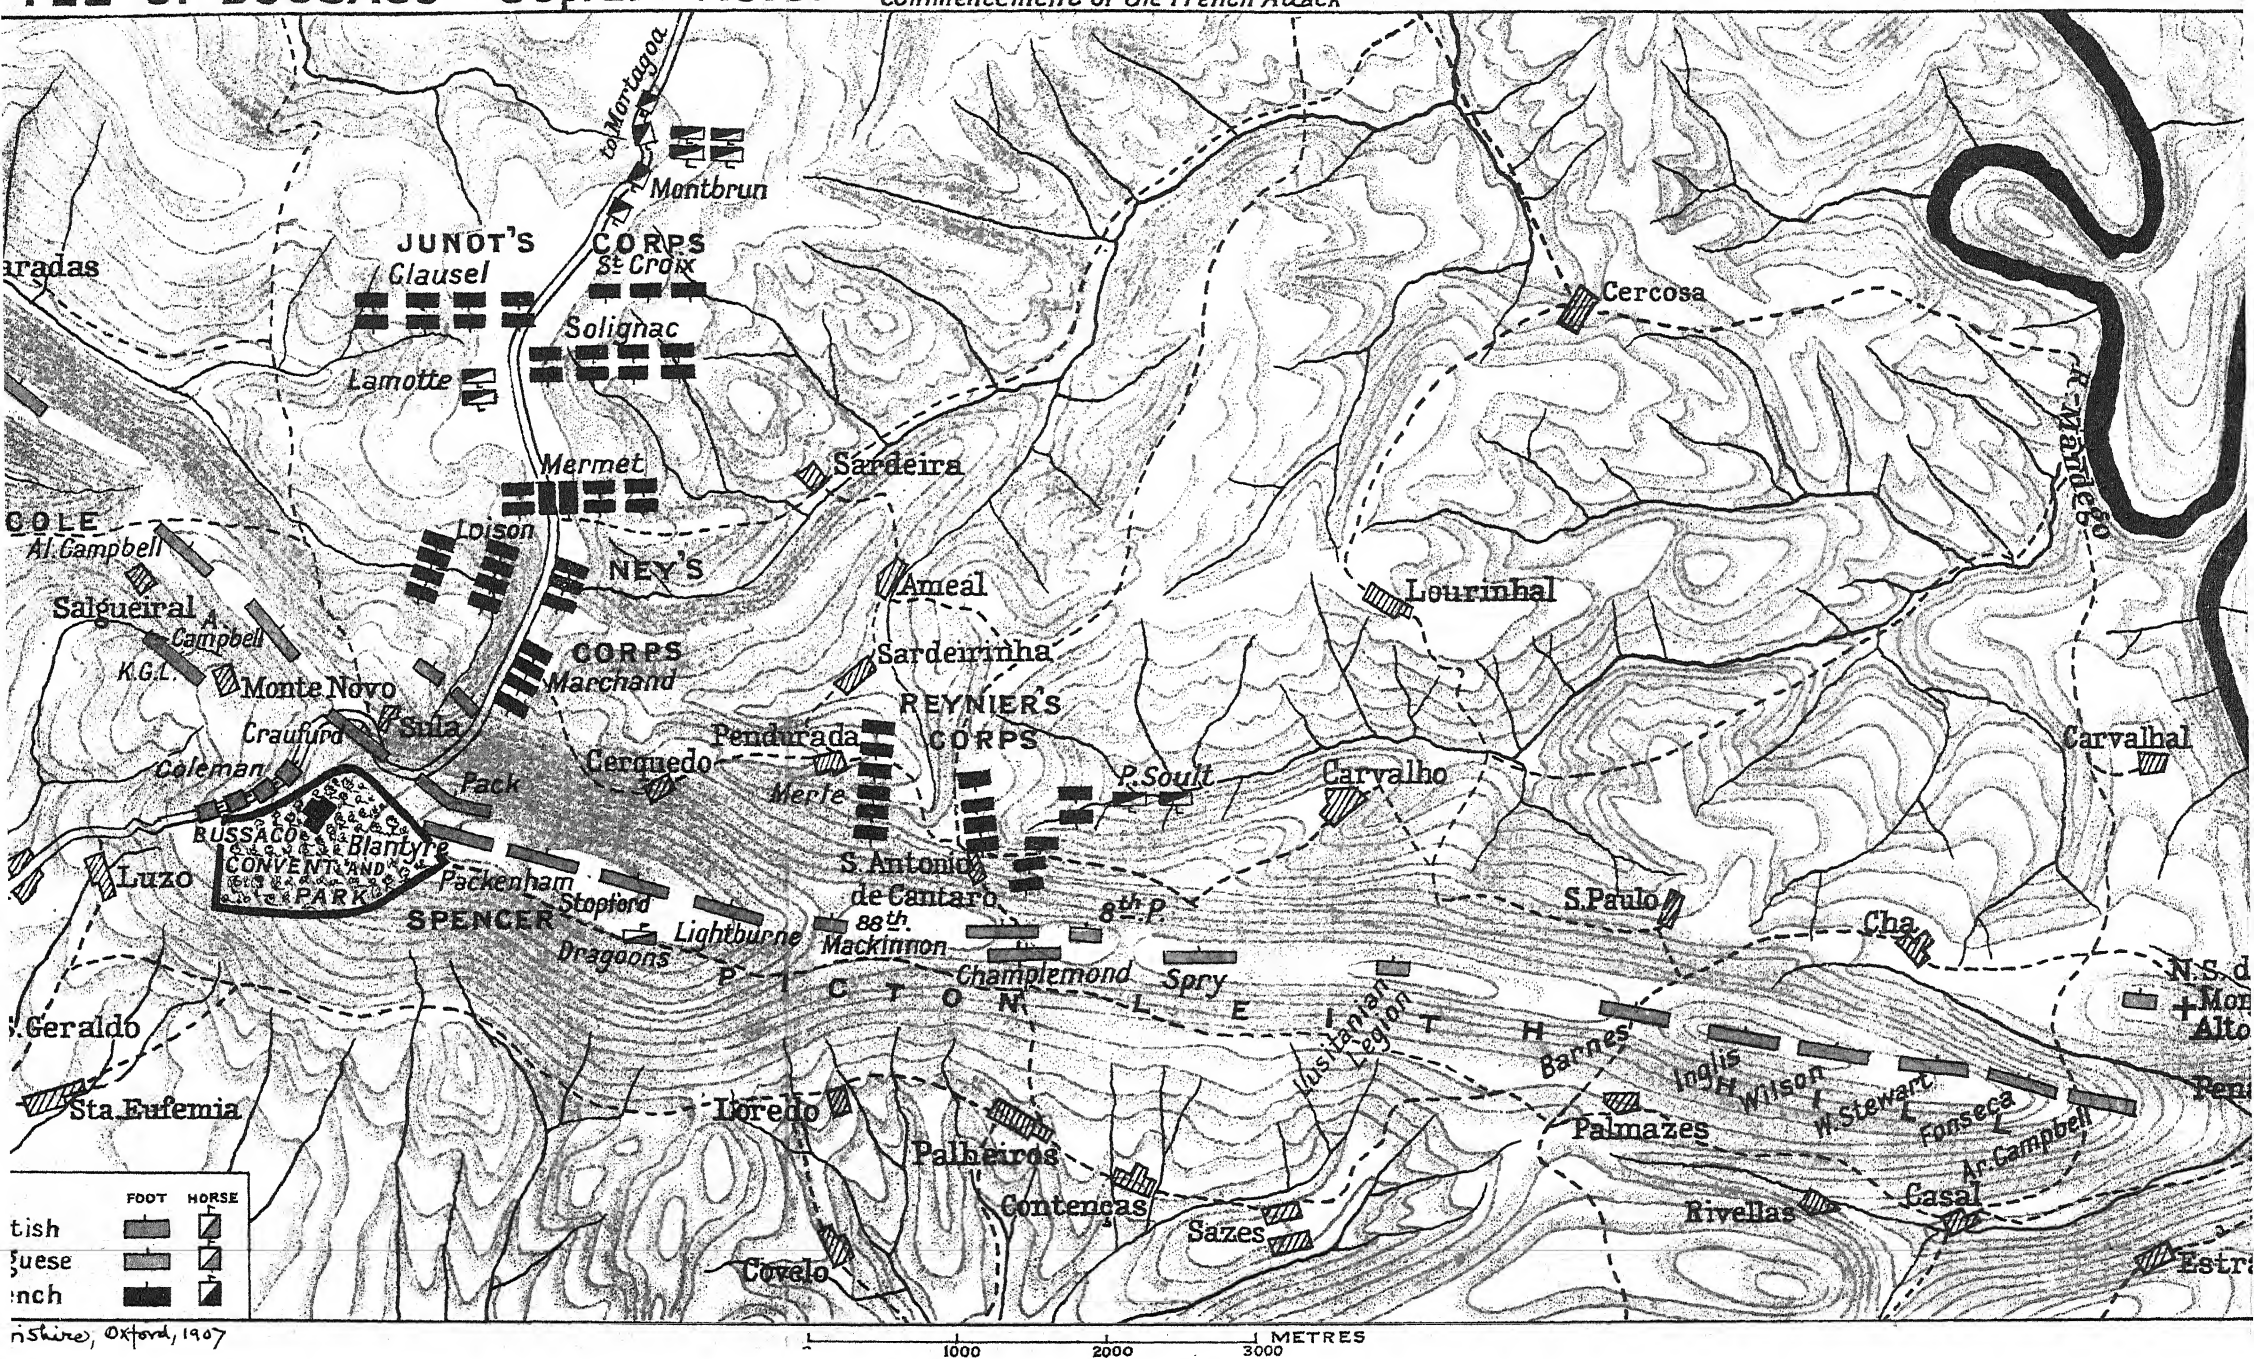 Commencement of the French Attack
to Mortagoa
Montbrun
JUNOT'S CORPS
Clausel
St Croix
Solignac
Lamotte
Cercosa
R. Mandego
Mermet
Sardeira
COLE
Al. Campbell
Loison
NEY'S
Ameal
Lourinhal
Salgueiral
A. Campbell
K.G.L.
CORPS
Marchand
Sardeirinha
Monte Novo
REYNIER'S
CORPS
Craufurd
Sula
Pendurada
Carvalhal
Coleman
Cerquedo
Pack
Merle
P. Soult
Carvalho
BUSSACO
Blantyre
CONVENT AND
PARK
Luzo
S. Antonio
de Cantaro
Packenham
Stopford
SPENCER
88th.
8th. P.
S. Paulo
Cha
Lightburne
Mackinnon
Dragoons
Champlemond
Spry
PICTON
LEITH
N.S. d
Mon
Alto
S. Geraldo
Lusitanian
Legion
Barnes
Inglis
HILL
Wilson
W. Stewart
Fonseca
Ar. Campbell
Pena
Sta. Eufemia
Loredo
Palheiros
Palmazes
Contencas
Sazes
Rivellas
Casal
Covelo
Estra
FOOT HORSE
tish
guese
nch
nshire, Oxford, 1907
METRES
1000 2000 3000